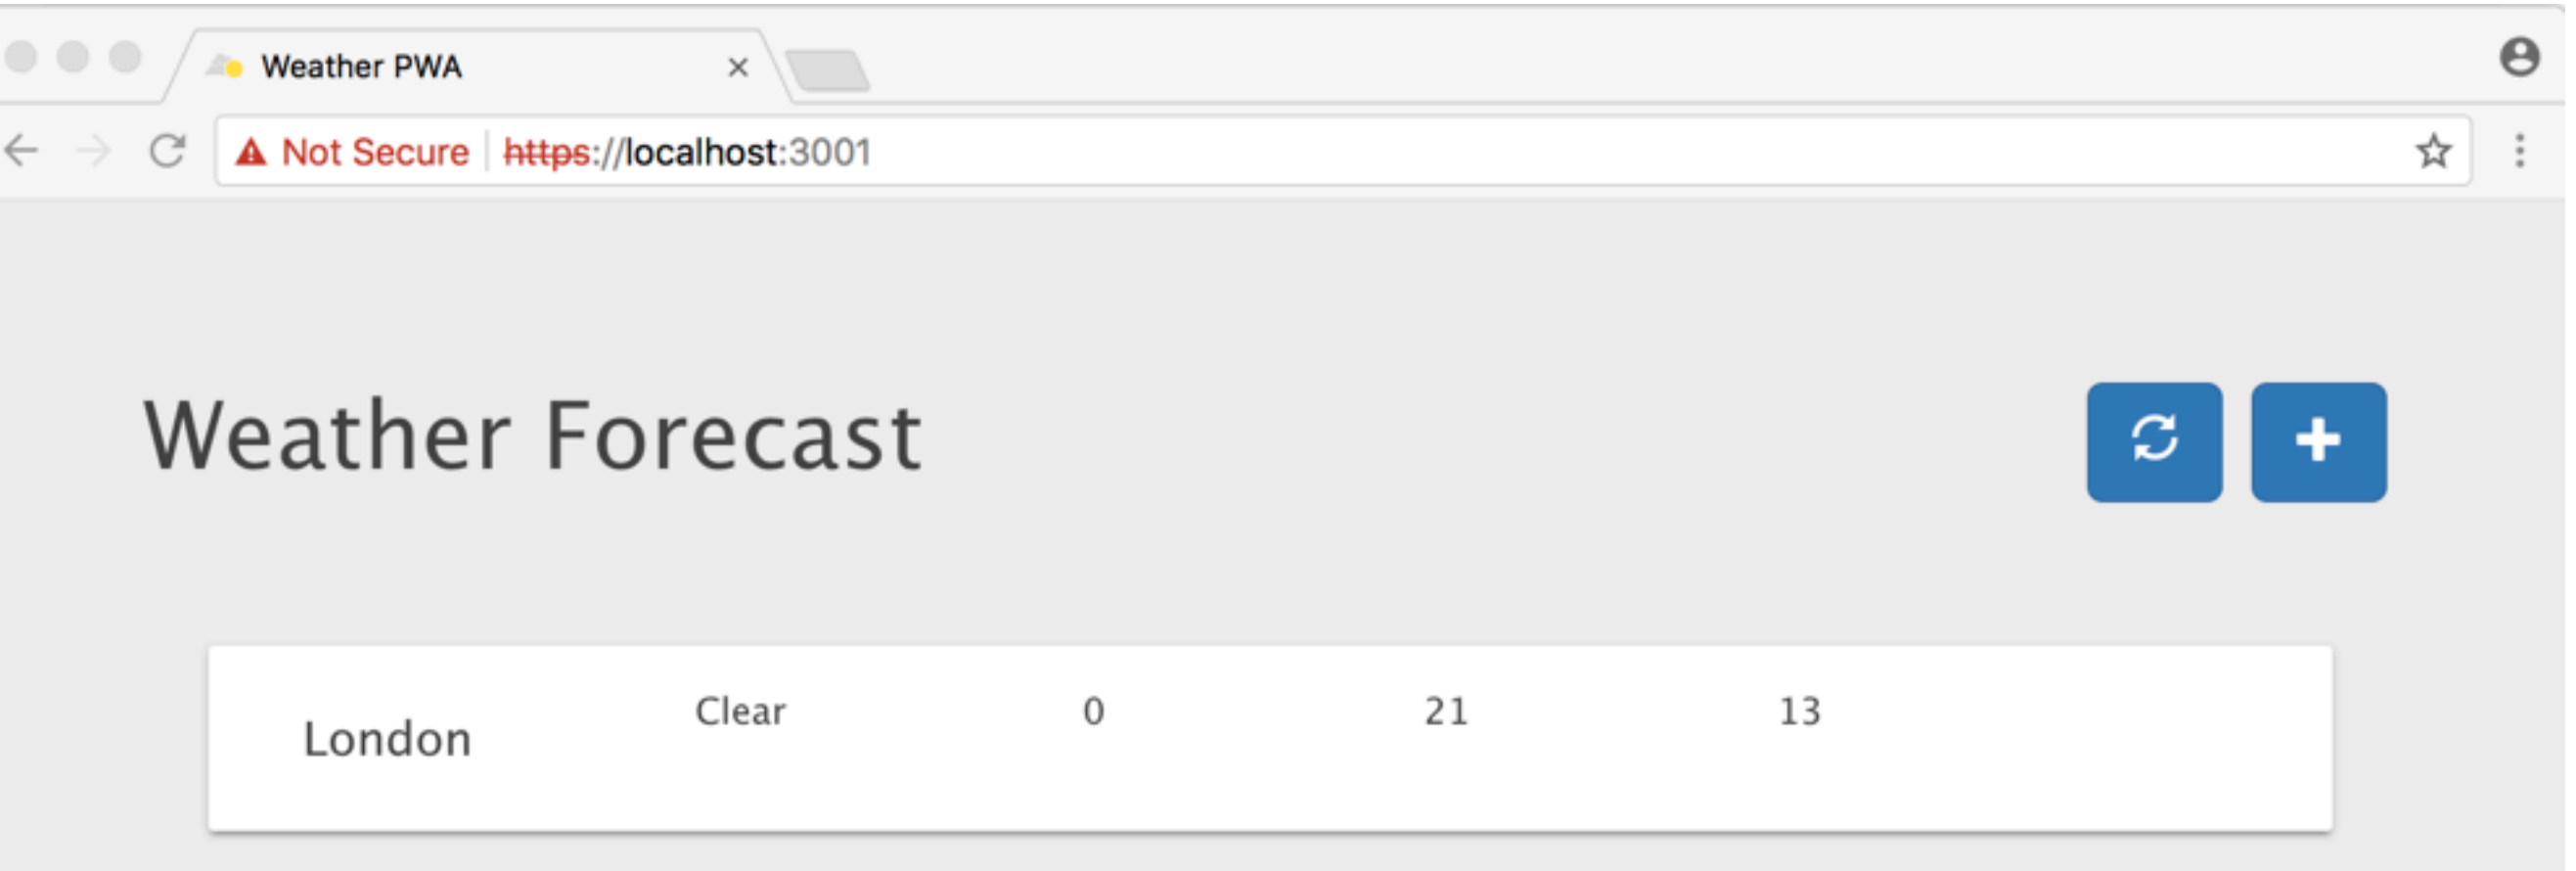 Weather PWA
Not Secure https://localhost:3001
Weather Forecast
London Clear 0 21 13